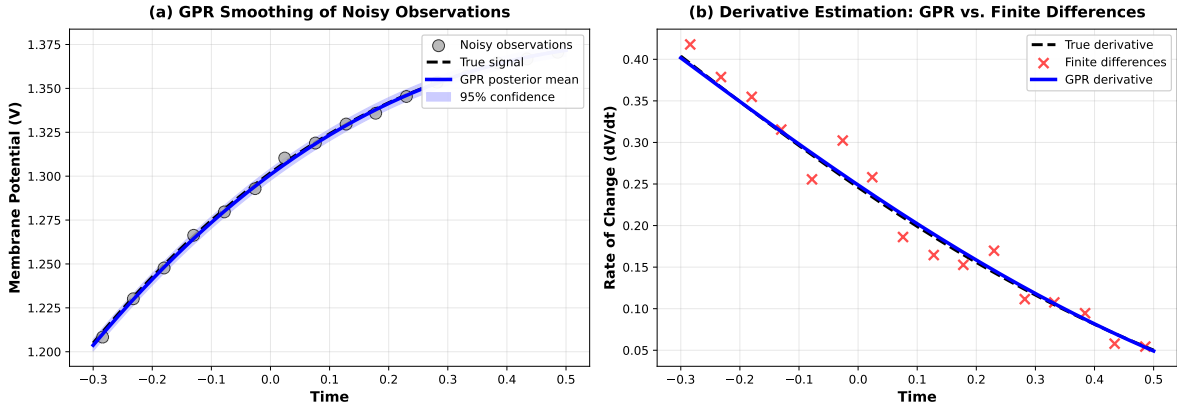 (a) GPR Smoothing of Noisy Observations
Membrane Potential (V)
1.375
1.350
1.325
1.300
1.275
1.250
1.225
1.200
Noisy observations
True signal
GPR posterior mean
95% confidence
−0.3 −0.2 −0.1 0.0 0.1 0.2 0.3 0.4 0.5
Time
(b) Derivative Estimation: GPR vs. Finite Differences
Rate of Change (dV/dt)
0.40
0.35
0.30
0.25
0.20
0.15
0.10
0.05
True derivative
Finite differences
GPR derivative
−0.3 −0.2 −0.1 0.0 0.1 0.2 0.3 0.4 0.5
Time